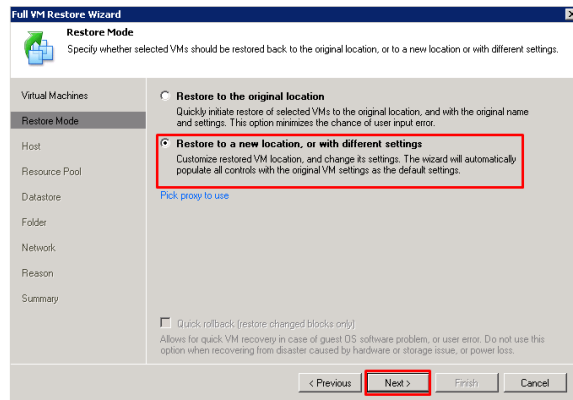 Full VM Restore Wizard
Restore Mode
Specify whether selected VMs should be restored back to the original location, or to a new location or with different settings.
Virtual Machines
Restore Mode
Host
Resource Pool
Datastore
Folder
Network
Reason
Summary
Restore to the original location
Quickly initiate restore of selected VMs to the original location, and with the original name
and settings. This option minimizes the chance of user input error.
Restore to a new location, or with different settings
Customize restored VM location, and change its settings. The wizard will automatically
populate all controls with the original VM settings as the default settings.
Pick proxy to use
Quick rollback (restore changed blocks only)
Allows for quick VM recovery in case of guest OS software problem, or user error. Do not use this
option when recovering from disaster caused by hardware or storage issue, or power loss.
< Previous
Next >
Finish
Cancel